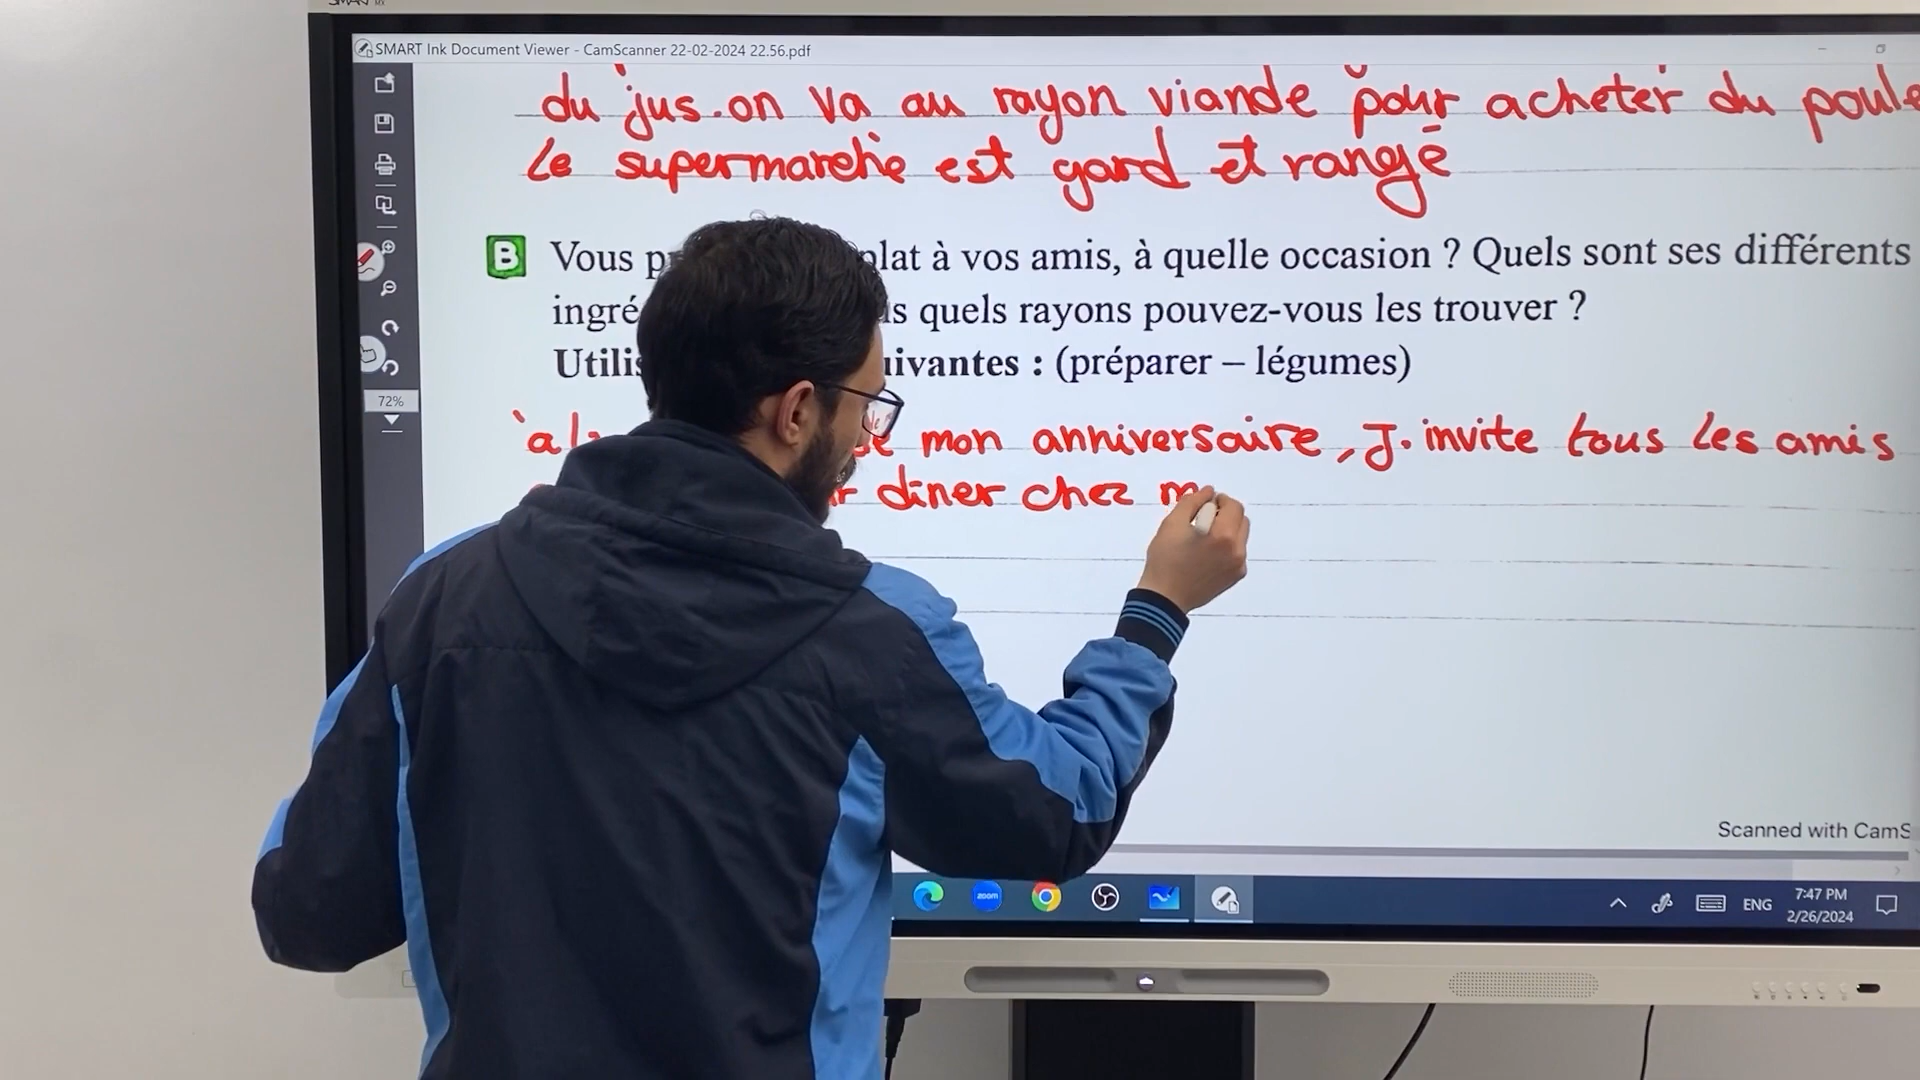 SMART Ink Document Viewer - CamScanner 22-02-2024 22.56.pdf
du jus.on va au rayon viande pour acheter du poule
Le supermarché est gard et rangé
B Vous plat à vos amis, à quelle occasion ? Quels sont ses différents
ingré quels rayons pouvez-vous les trouver ?
Utilis uivantes : (préparer – légumes)
72%
mon anniversaire, J'invite tous les amis
diner chez m
Scanned with CamS
zoom
ENG
7:47 PM
2/26/2024